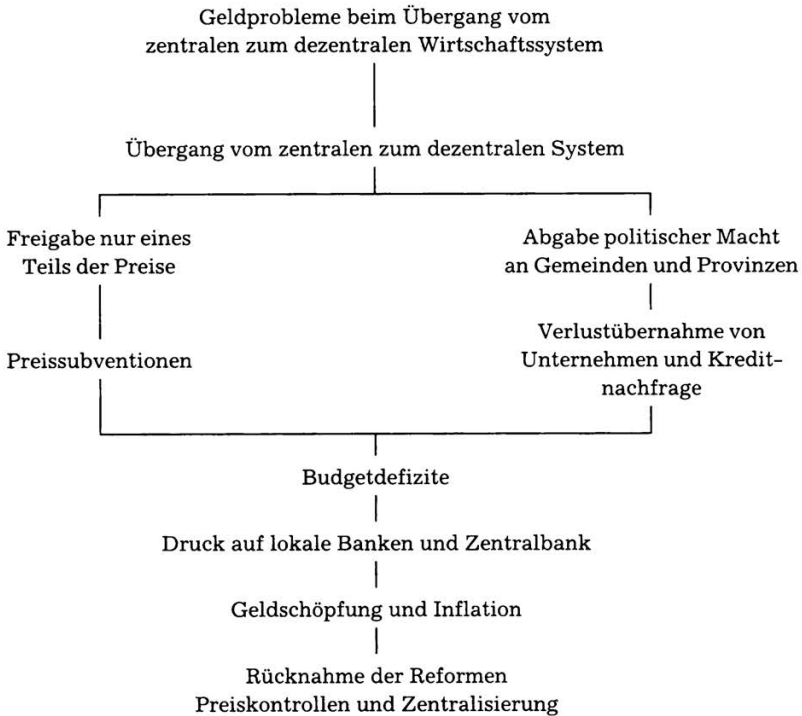 Geldprobleme beim Übergang vom
zentralen zum dezentralen Wirtschaftssystem
Übergang vom zentralen zum dezentralen System
Freigabe nur eines
Teils der Preise
Abgabe politischer Macht
an Gemeinden und Provinzen
Preissubventionen
Verlustübernahme von
Unternehmen und Kredit-
nachfrage
Budgetdefizite
Druck auf lokale Banken und Zentralbank
Geldschöpfung und Inflation
Rücknahme der Reformen
Preiskontrollen und Zentralisierung